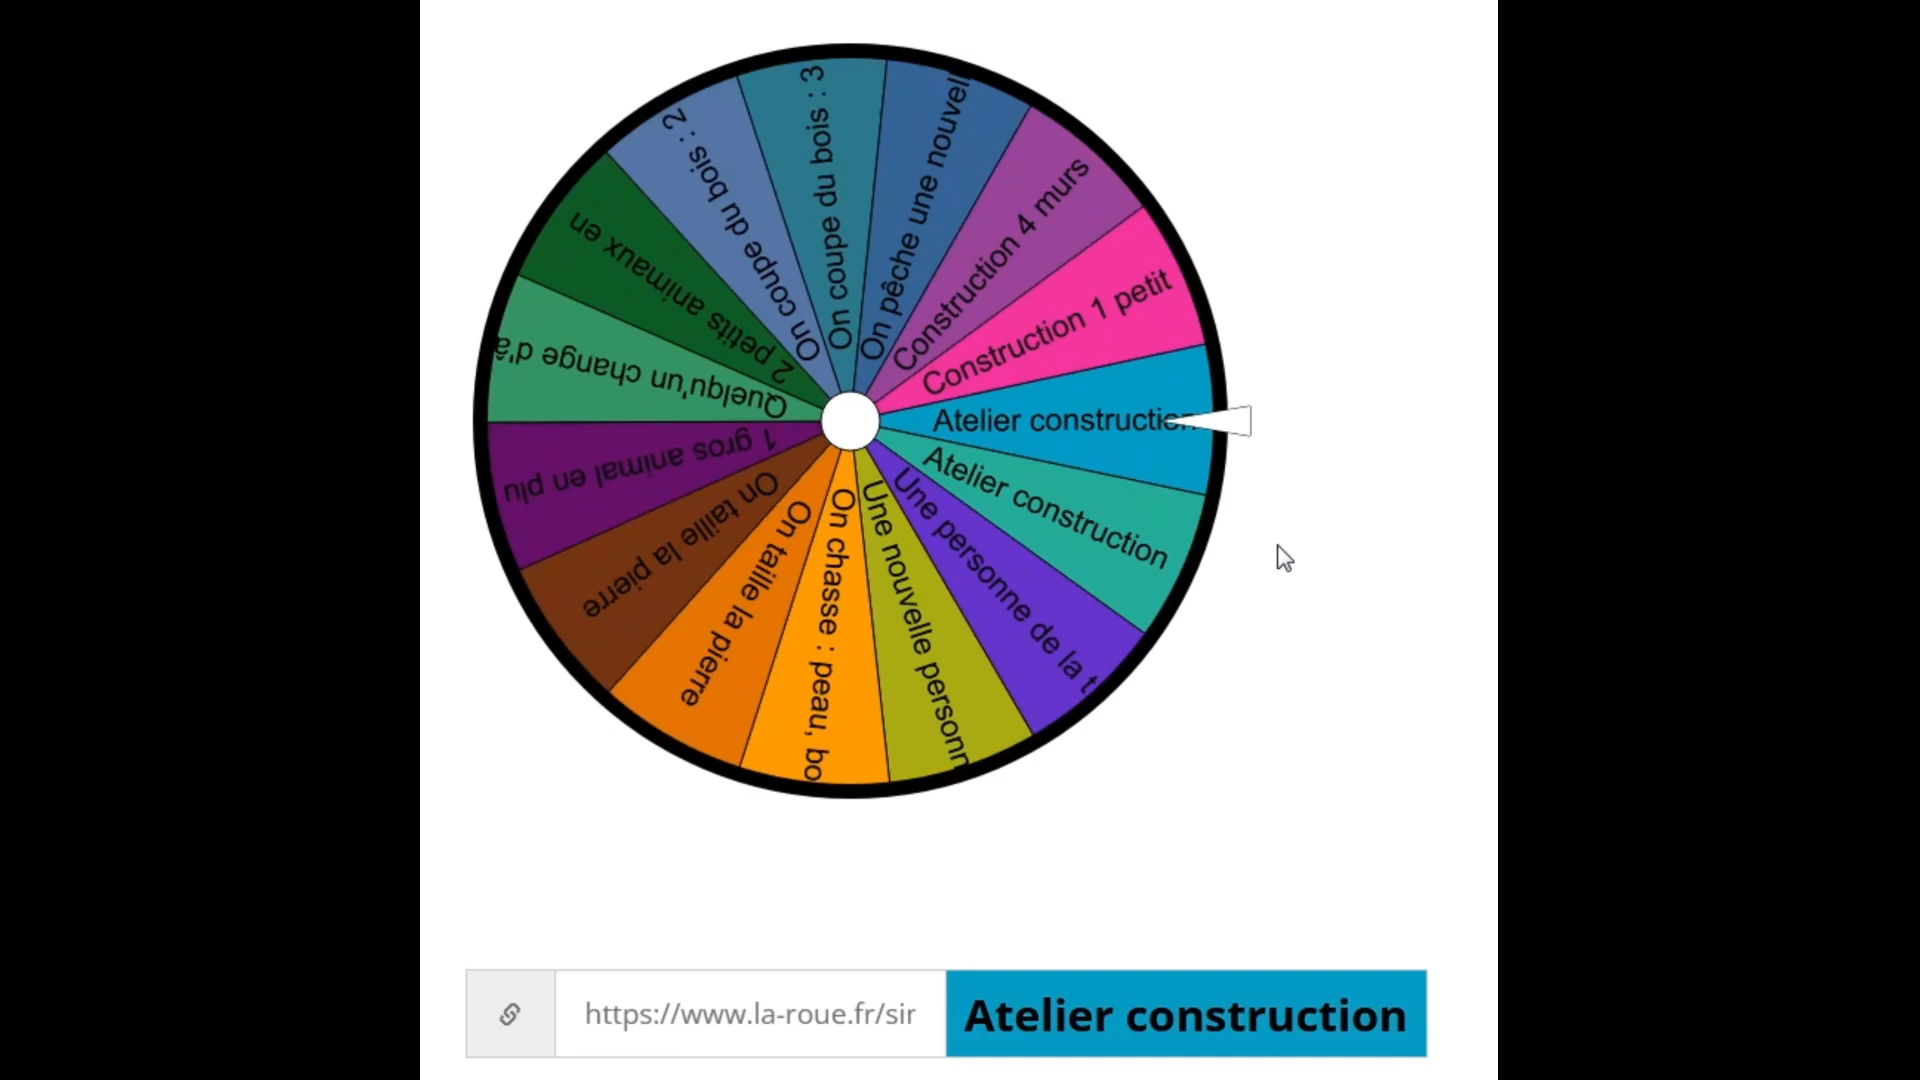 On coupe du bois : 3
On pêche une nouvel
Construction 4 murs
Construction 1 petit
Atelier construction
Atelier construction
Une personne de la t
Une nouvelle personn
On chasse : peau, bo
On taille la pierre
On taille la pierre
1 gros animal en plu
Quelqu'un change d'â
2 petits animaux en
On coupe du bois : 2
https://www.la-roue.fr/sir
Atelier construction